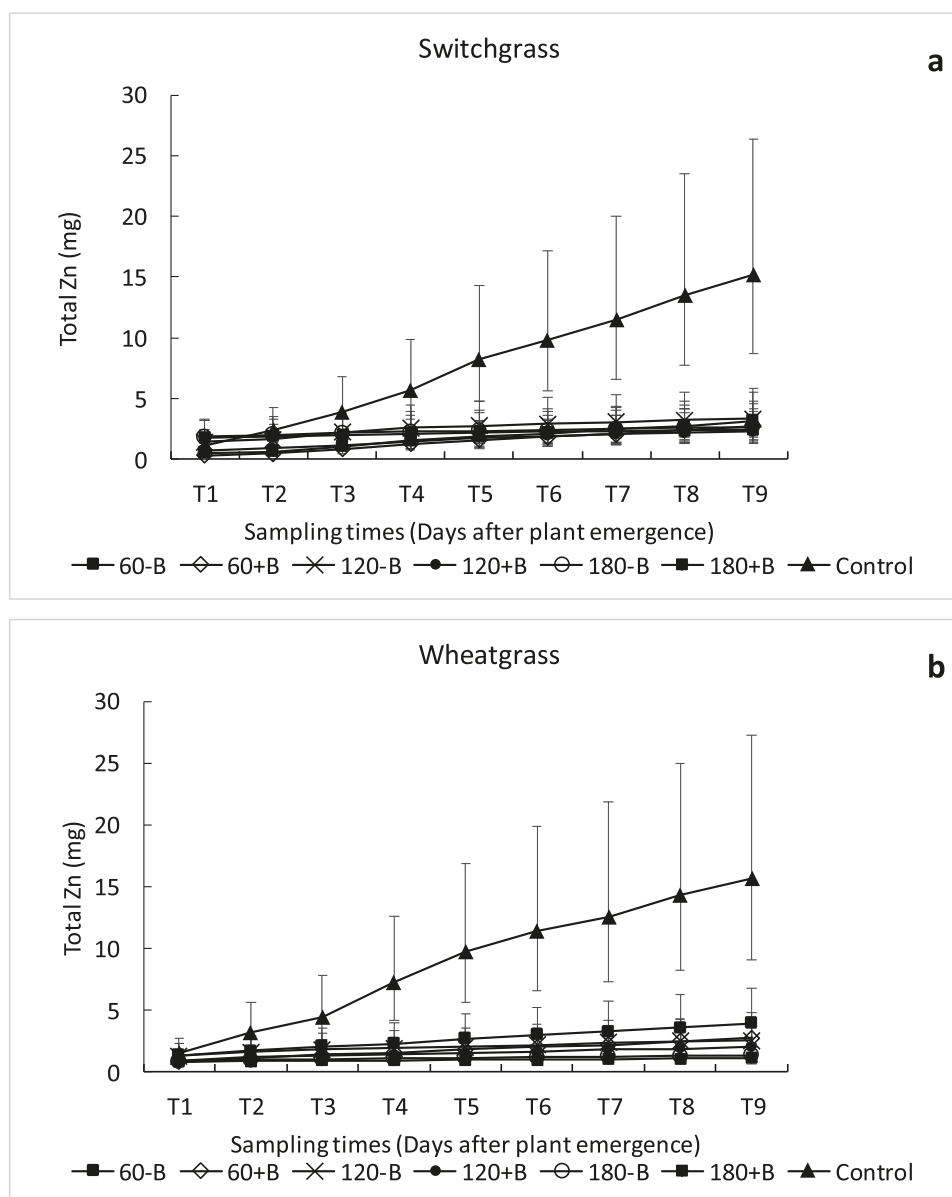 Switchgrass
a
30
25
20
15
10
5
0
Total Zn (mg)
T1 T2 T3 T4 T5 T6 T7 T8 T9
Sampling times (Days after plant emergence)
60-B 60+B 120-B 120+B 180-B 180+B Control
Wheatgrass
b
30
25
20
15
10
5
0
Total Zn (mg)
T1 T2 T3 T4 T5 T6 T7 T8 T9
Sampling times (Days after plant emergence)
60-B 60+B 120-B 120+B 180-B 180+B Control